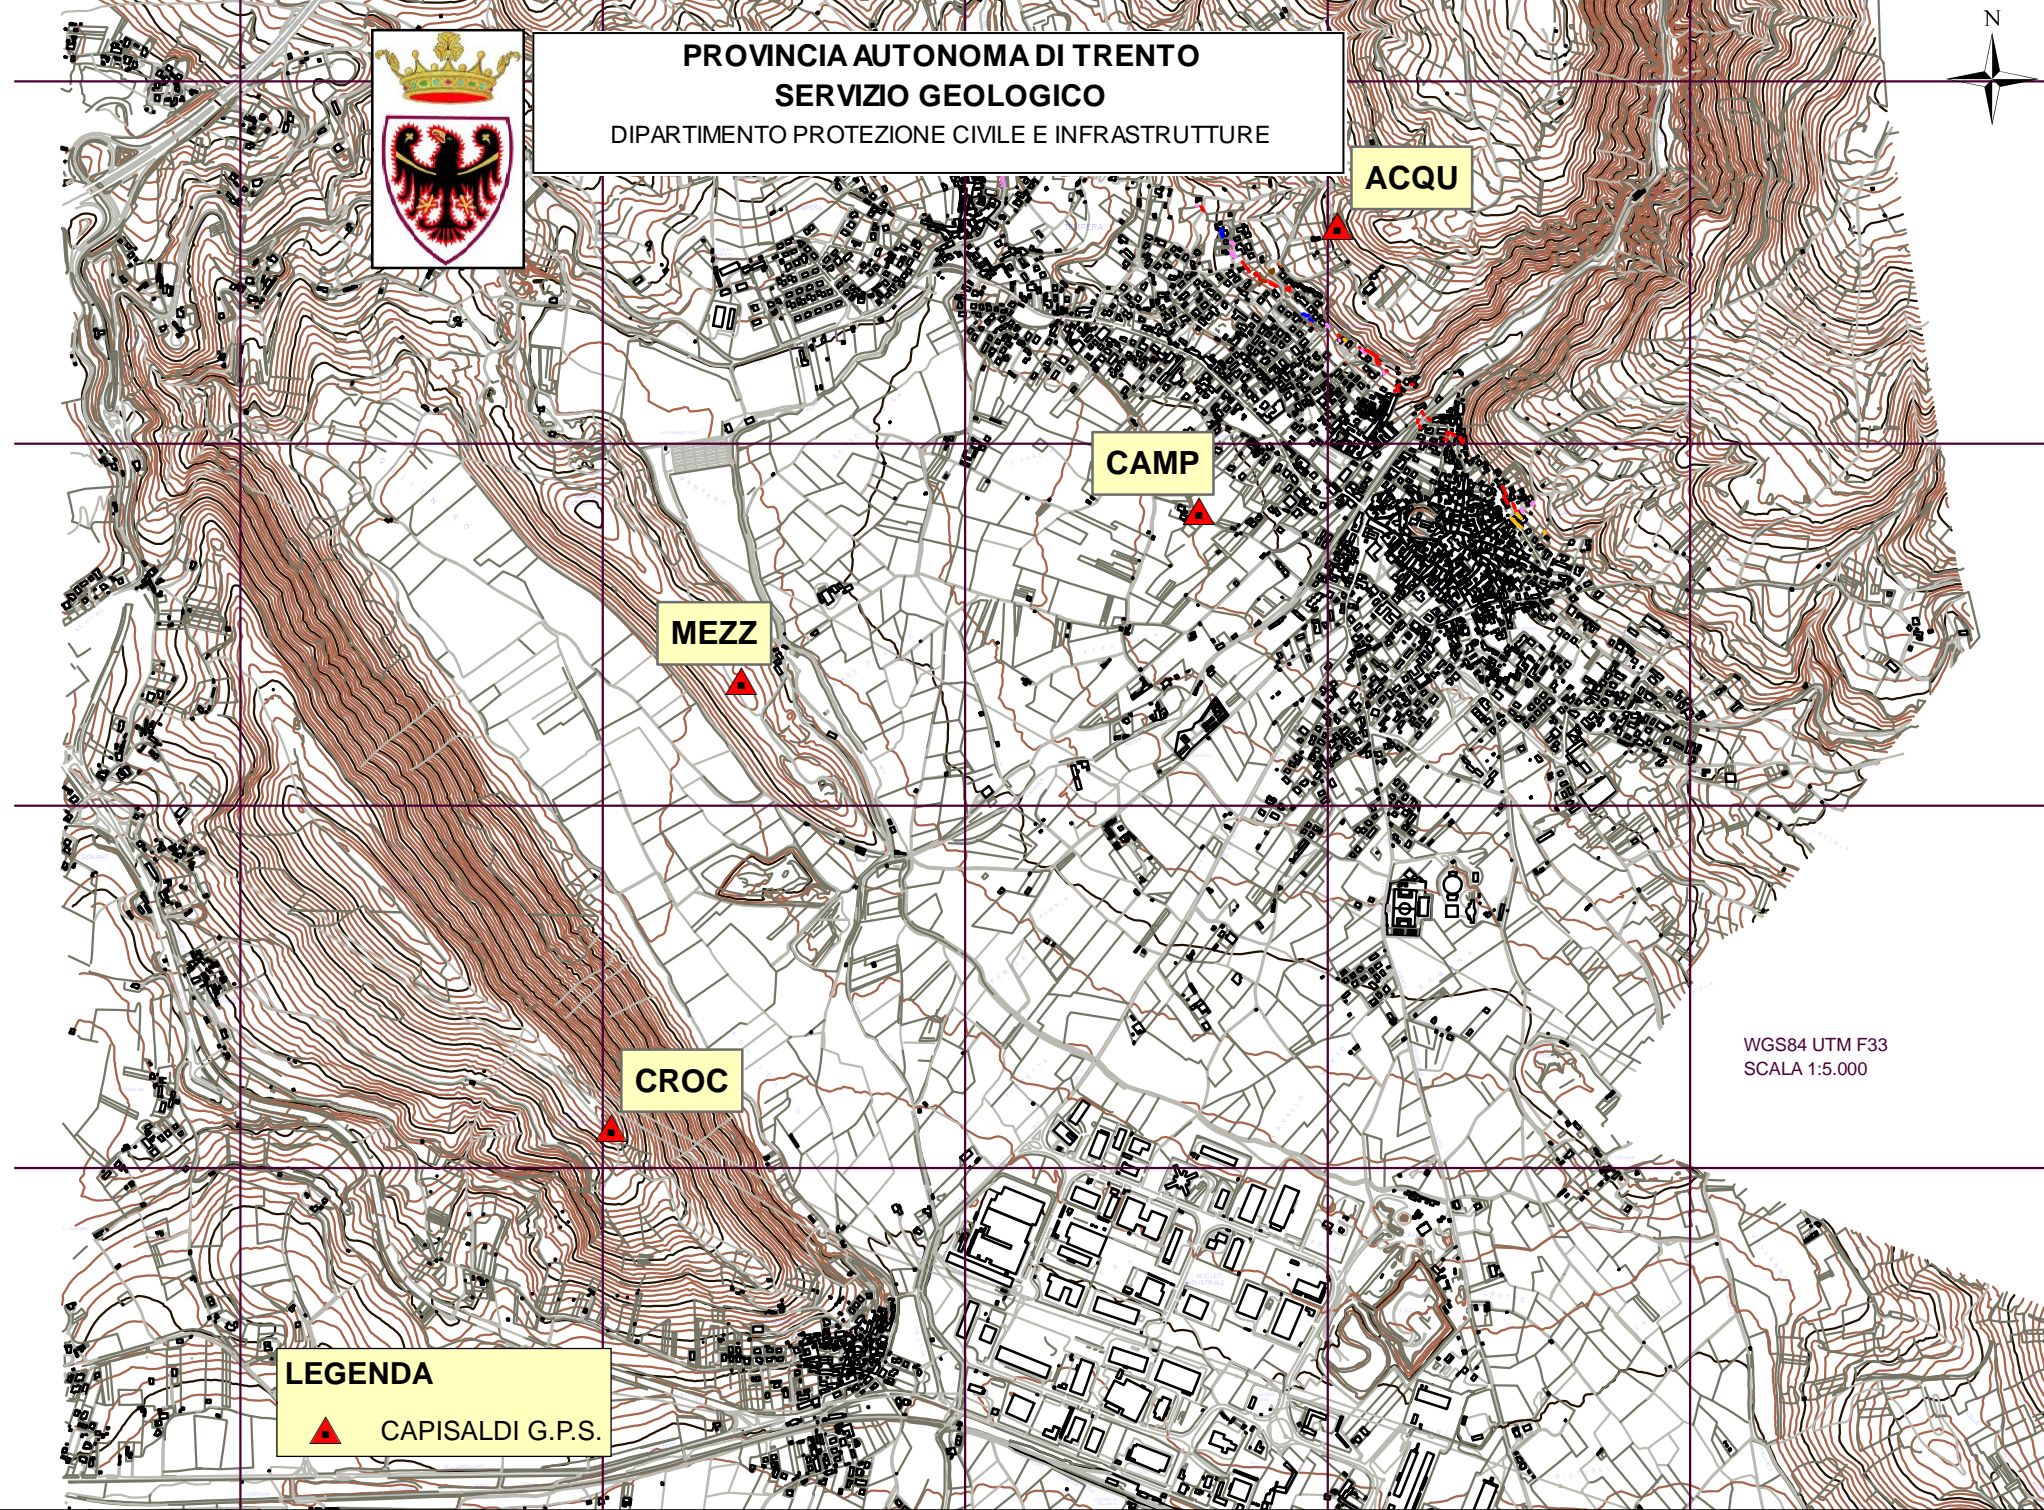 N
PROVINCIA AUTONOMA DI TRENTO
SERVIZIO GEOLOGICO
DIPARTIMENTO PROTEZIONE CIVILE E INFRASTRUTTURE
ACQU
CAMP
MEZZ
CROC
WGS84 UTM F33
SCALA 1:5.000
LEGENDA
CAPISALDI G.P.S.